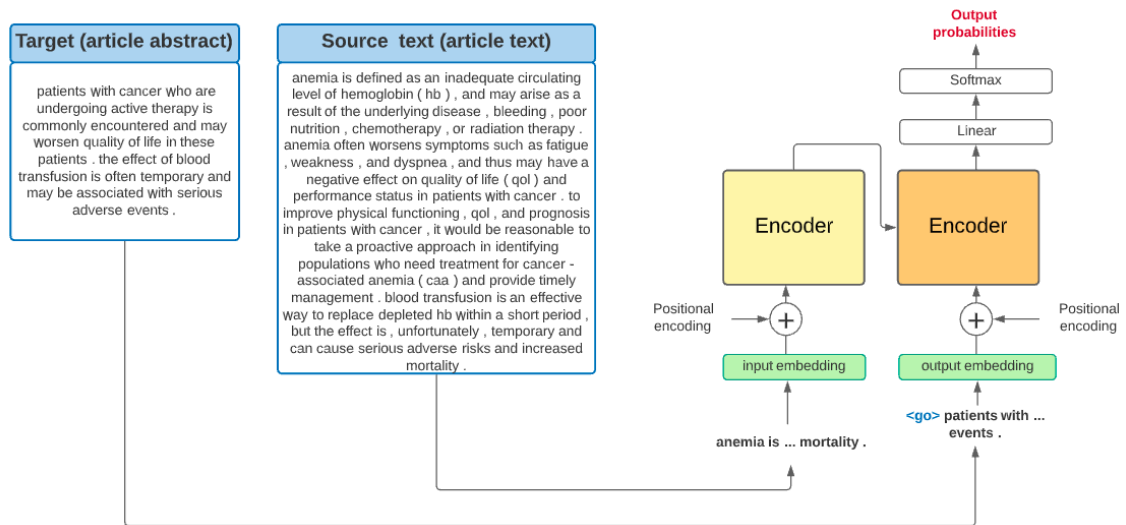 Target (article abstract)
patients with cancer who are
undergoing active therapy is
commonly encountered and may
worsen quality of life in these
patients . the effect of blood
transfusion is often temporary and
may be associated with serious
adverse events .
Source text (article text)
anemia is defined as an inadequate circulating
level of hemoglobin ( hb ) , and may arise as a
result of the underlying disease , bleeding , poor
nutrition , chemotherapy , or radiation therapy .
anemia often worsens symptoms such as fatigue
, weakness , and dyspnea , and thus may have a
negative effect on quality of life ( qol ) and
performance status in patients with cancer . to
improve physical functioning , qol , and prognosis
in patients with cancer , it would be reasonable to
take a proactive approach in identifying
populations who need treatment for cancer -
associated anemia ( caa ) and provide timely
management . blood transfusion is an effective
way to replace depleted hb within a short period ,
but the effect is , unfortunately , temporary and
can cause serious adverse risks and increased
mortality .
Output
probabilities
Softmax
Linear
Encoder
Encoder
Positional
encoding
+
+
Positional
encoding
input embedding
output embedding
anemia is ... mortality .
<go> patients with ...
events .